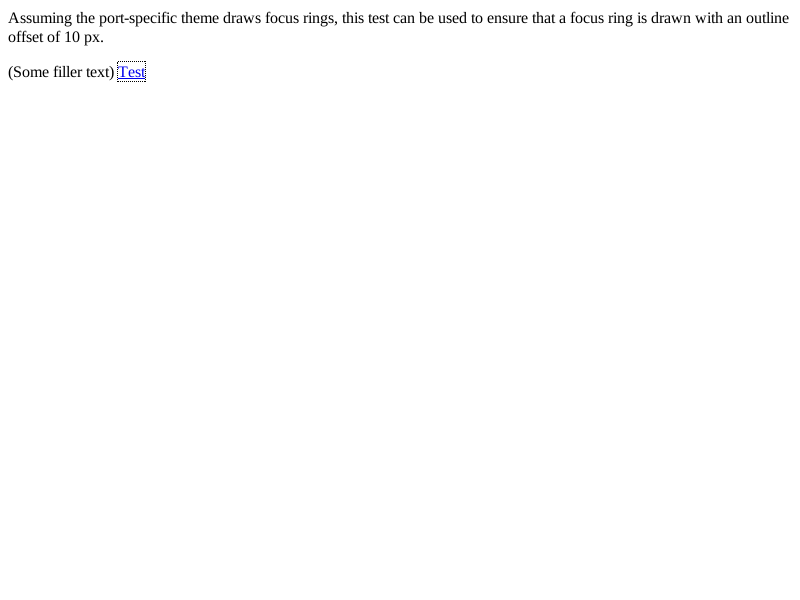 Assuming the port-specific theme draws focus rings, this test can be used to ensure that a focus ring is drawn with an outline
offset of 10 px.
(Some filler text) Test